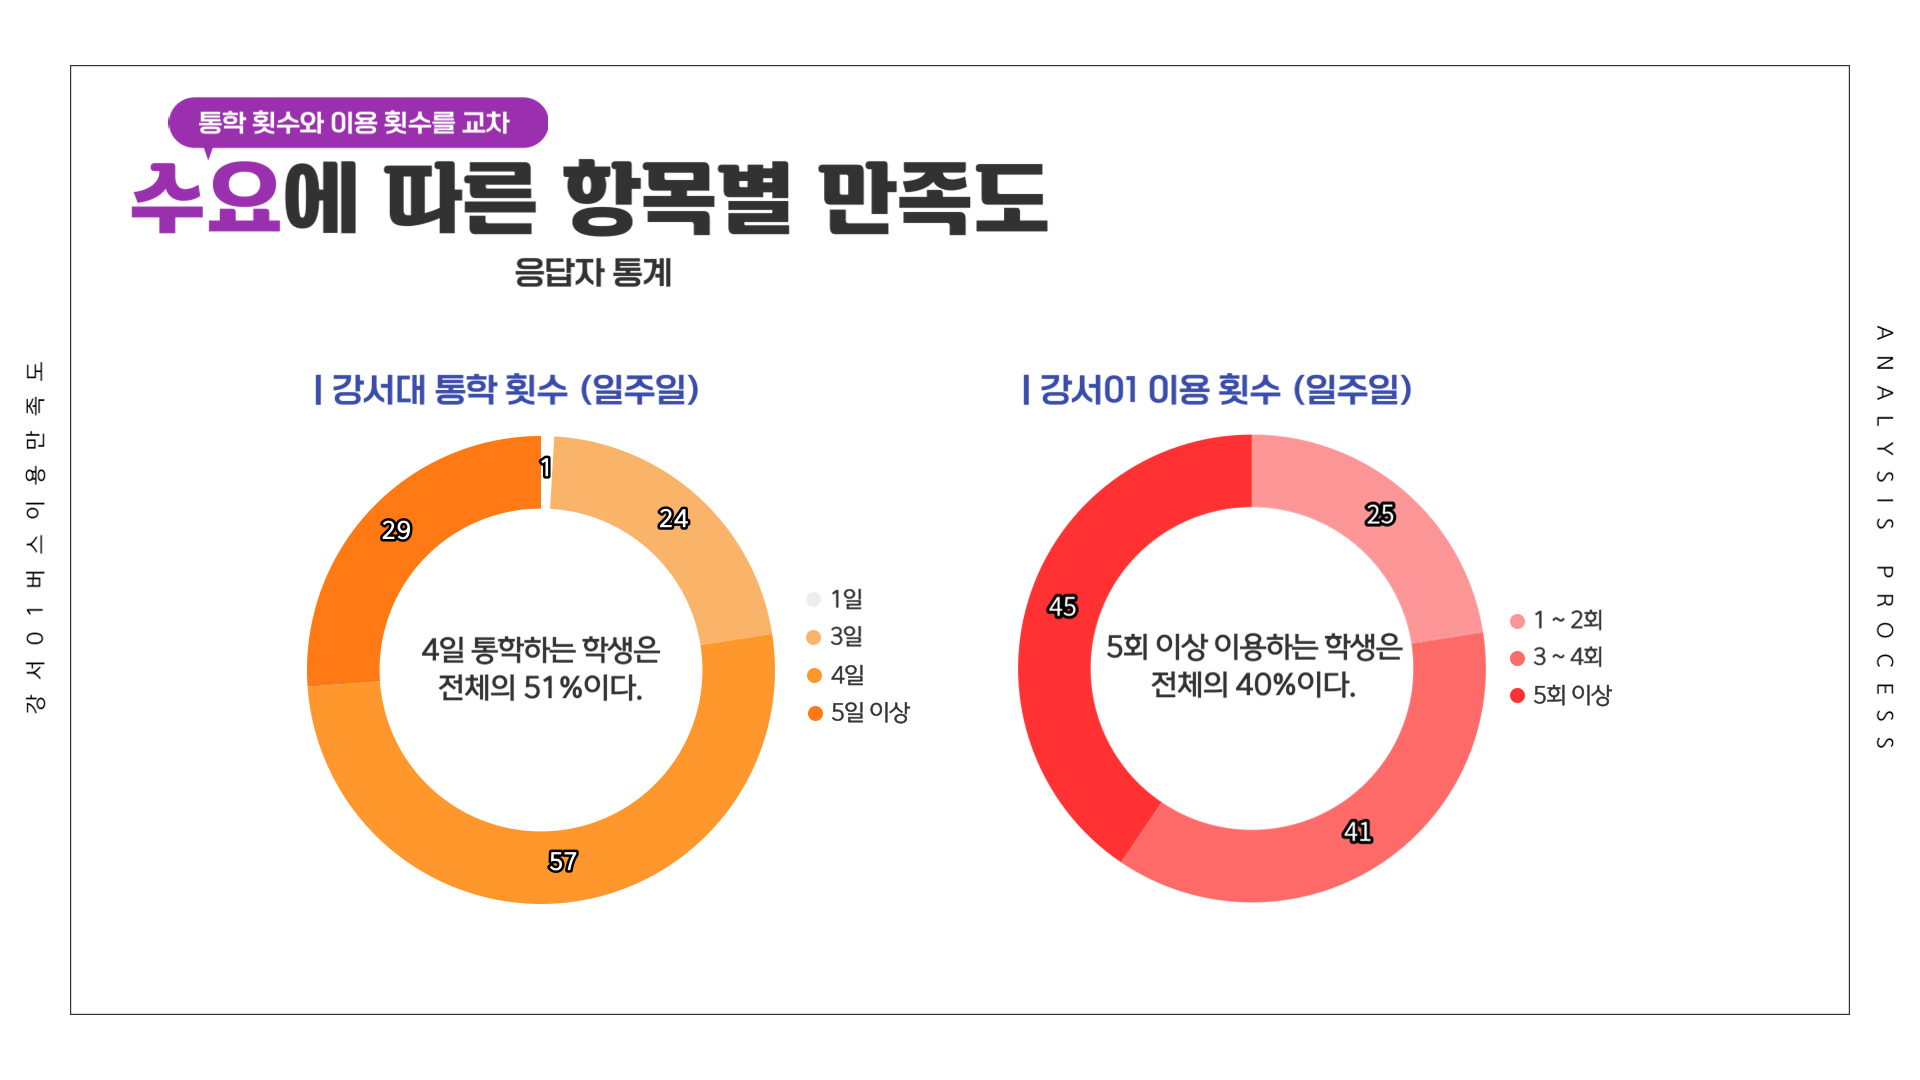 통학 횟수와 이용 횟수를 교차
수요에 따른 항목별 만족도
응답자 통계
강서01버스이용만족도
| 강서대 통학 횟수 (일주일)
1
24
57
29
4일 통학하는 학생은
전체의 51%이다.
1일
3일
4일
5일 이상
| 강서01 이용 횟수 (일주일)
25
41
45
5회 이상 이용하는 학생은
전체의 40%이다.
1 ~ 2회
3 ~ 4회
5회 이상
ANALYSIS PROCESS